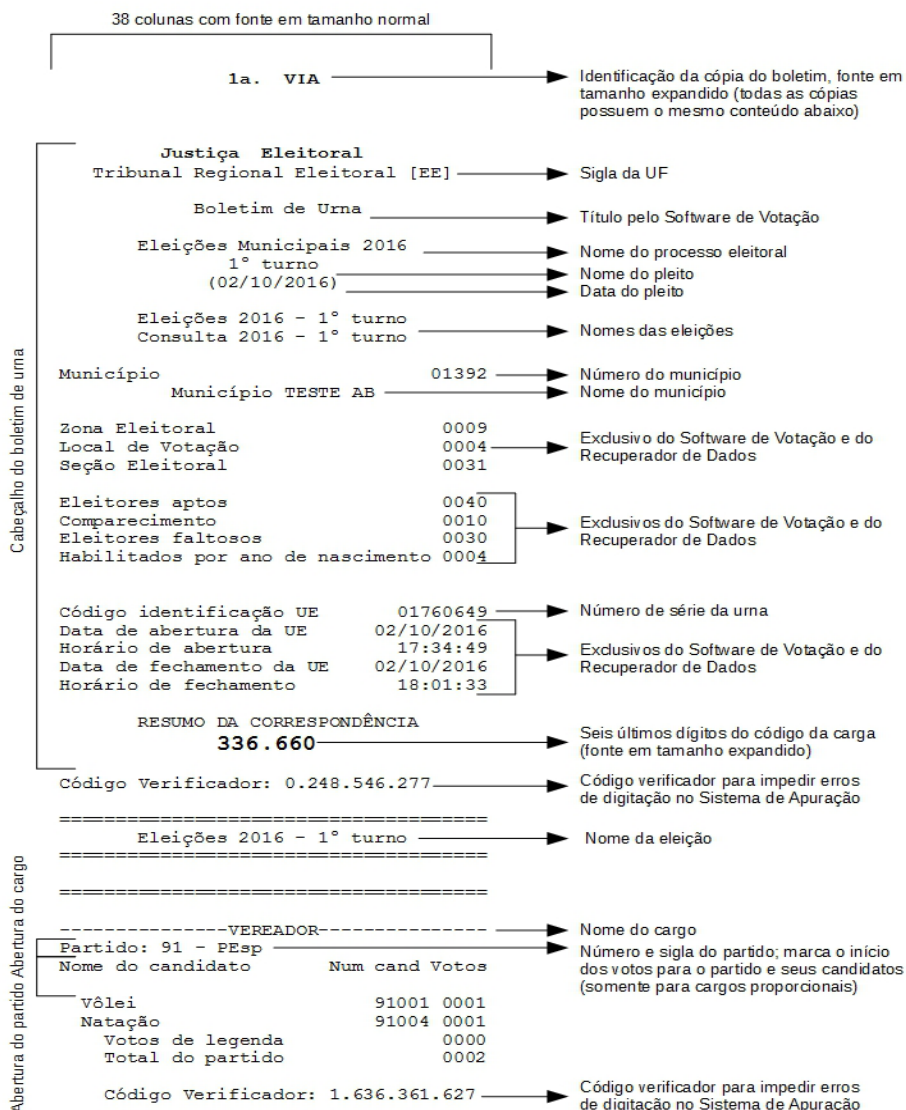 38 colunas com fonte em tamanho normal
1a. VIA
Identificação da cópia do boletim, fonte em
tamanho expandido (todas as cópias
possuem o mesmo conteúdo abaixo)
Cabeçalho do boletim de urna
Justiça Eleitoral
Tribunal Regional Eleitoral [EE]
Sigla da UF
Boletim de Urna
Título pelo Software de Votação
Eleições Municipais 2016
Nome do processo eleitoral
1° turno
Nome do pleito
(02/10/2016)
Data do pleito
Eleições 2016 - 1° turno
Consulta 2016 - 1° turno
Nomes das eleições
Município 01392
Número do município
Município TESTE AB
Nome do município
Zona Eleitoral 0009
Local de Votação 0004
Seção Eleitoral 0031
Exclusivo do Software de Votação e do
Recuperador de Dados
Eleitores aptos 0040
Comparecimento 0010
Eleitores faltosos 0030
Habilitados por ano de nascimento 0004
Exclusivos do Software de Votação e do
Recuperador de Dados
Código identificação UE 01760649
Número de série da urna
Data de abertura da UE 02/10/2016
Horário de abertura 17:34:49
Data de fechamento da UE 02/10/2016
Horário de fechamento 18:01:33
Exclusivos do Software de Votação e do
Recuperador de Dados
RESUMO DA CORRESPONDÊNCIA
336.660
Seis últimos dígitos do código da carga
(fonte em tamanho expandido)
Código Verificador: 0.248.546.277
Código verificador para impedir erros
de digitação no Sistema de Apuração
======================================
Eleições 2016 - 1° turno
Nome da eleição
======================================
======================================
Abertura do partido Abertura do cargo
---------------VEREADOR---------------
Nome do cargo
Partido: 91 - PEsp
Número e sigla do partido; marca o início
dos votos para o partido e seus candidatos
(somente para cargos proporcionais)
Nome do candidato Num cand Votos
Vôlei 91001 0001
Natação 91004 0001
Votos de legenda 0000
Total do partido 0002
Código Verificador: 1.636.361.627
Código verificador para impedir erros
de digitação no Sistema de Apuração